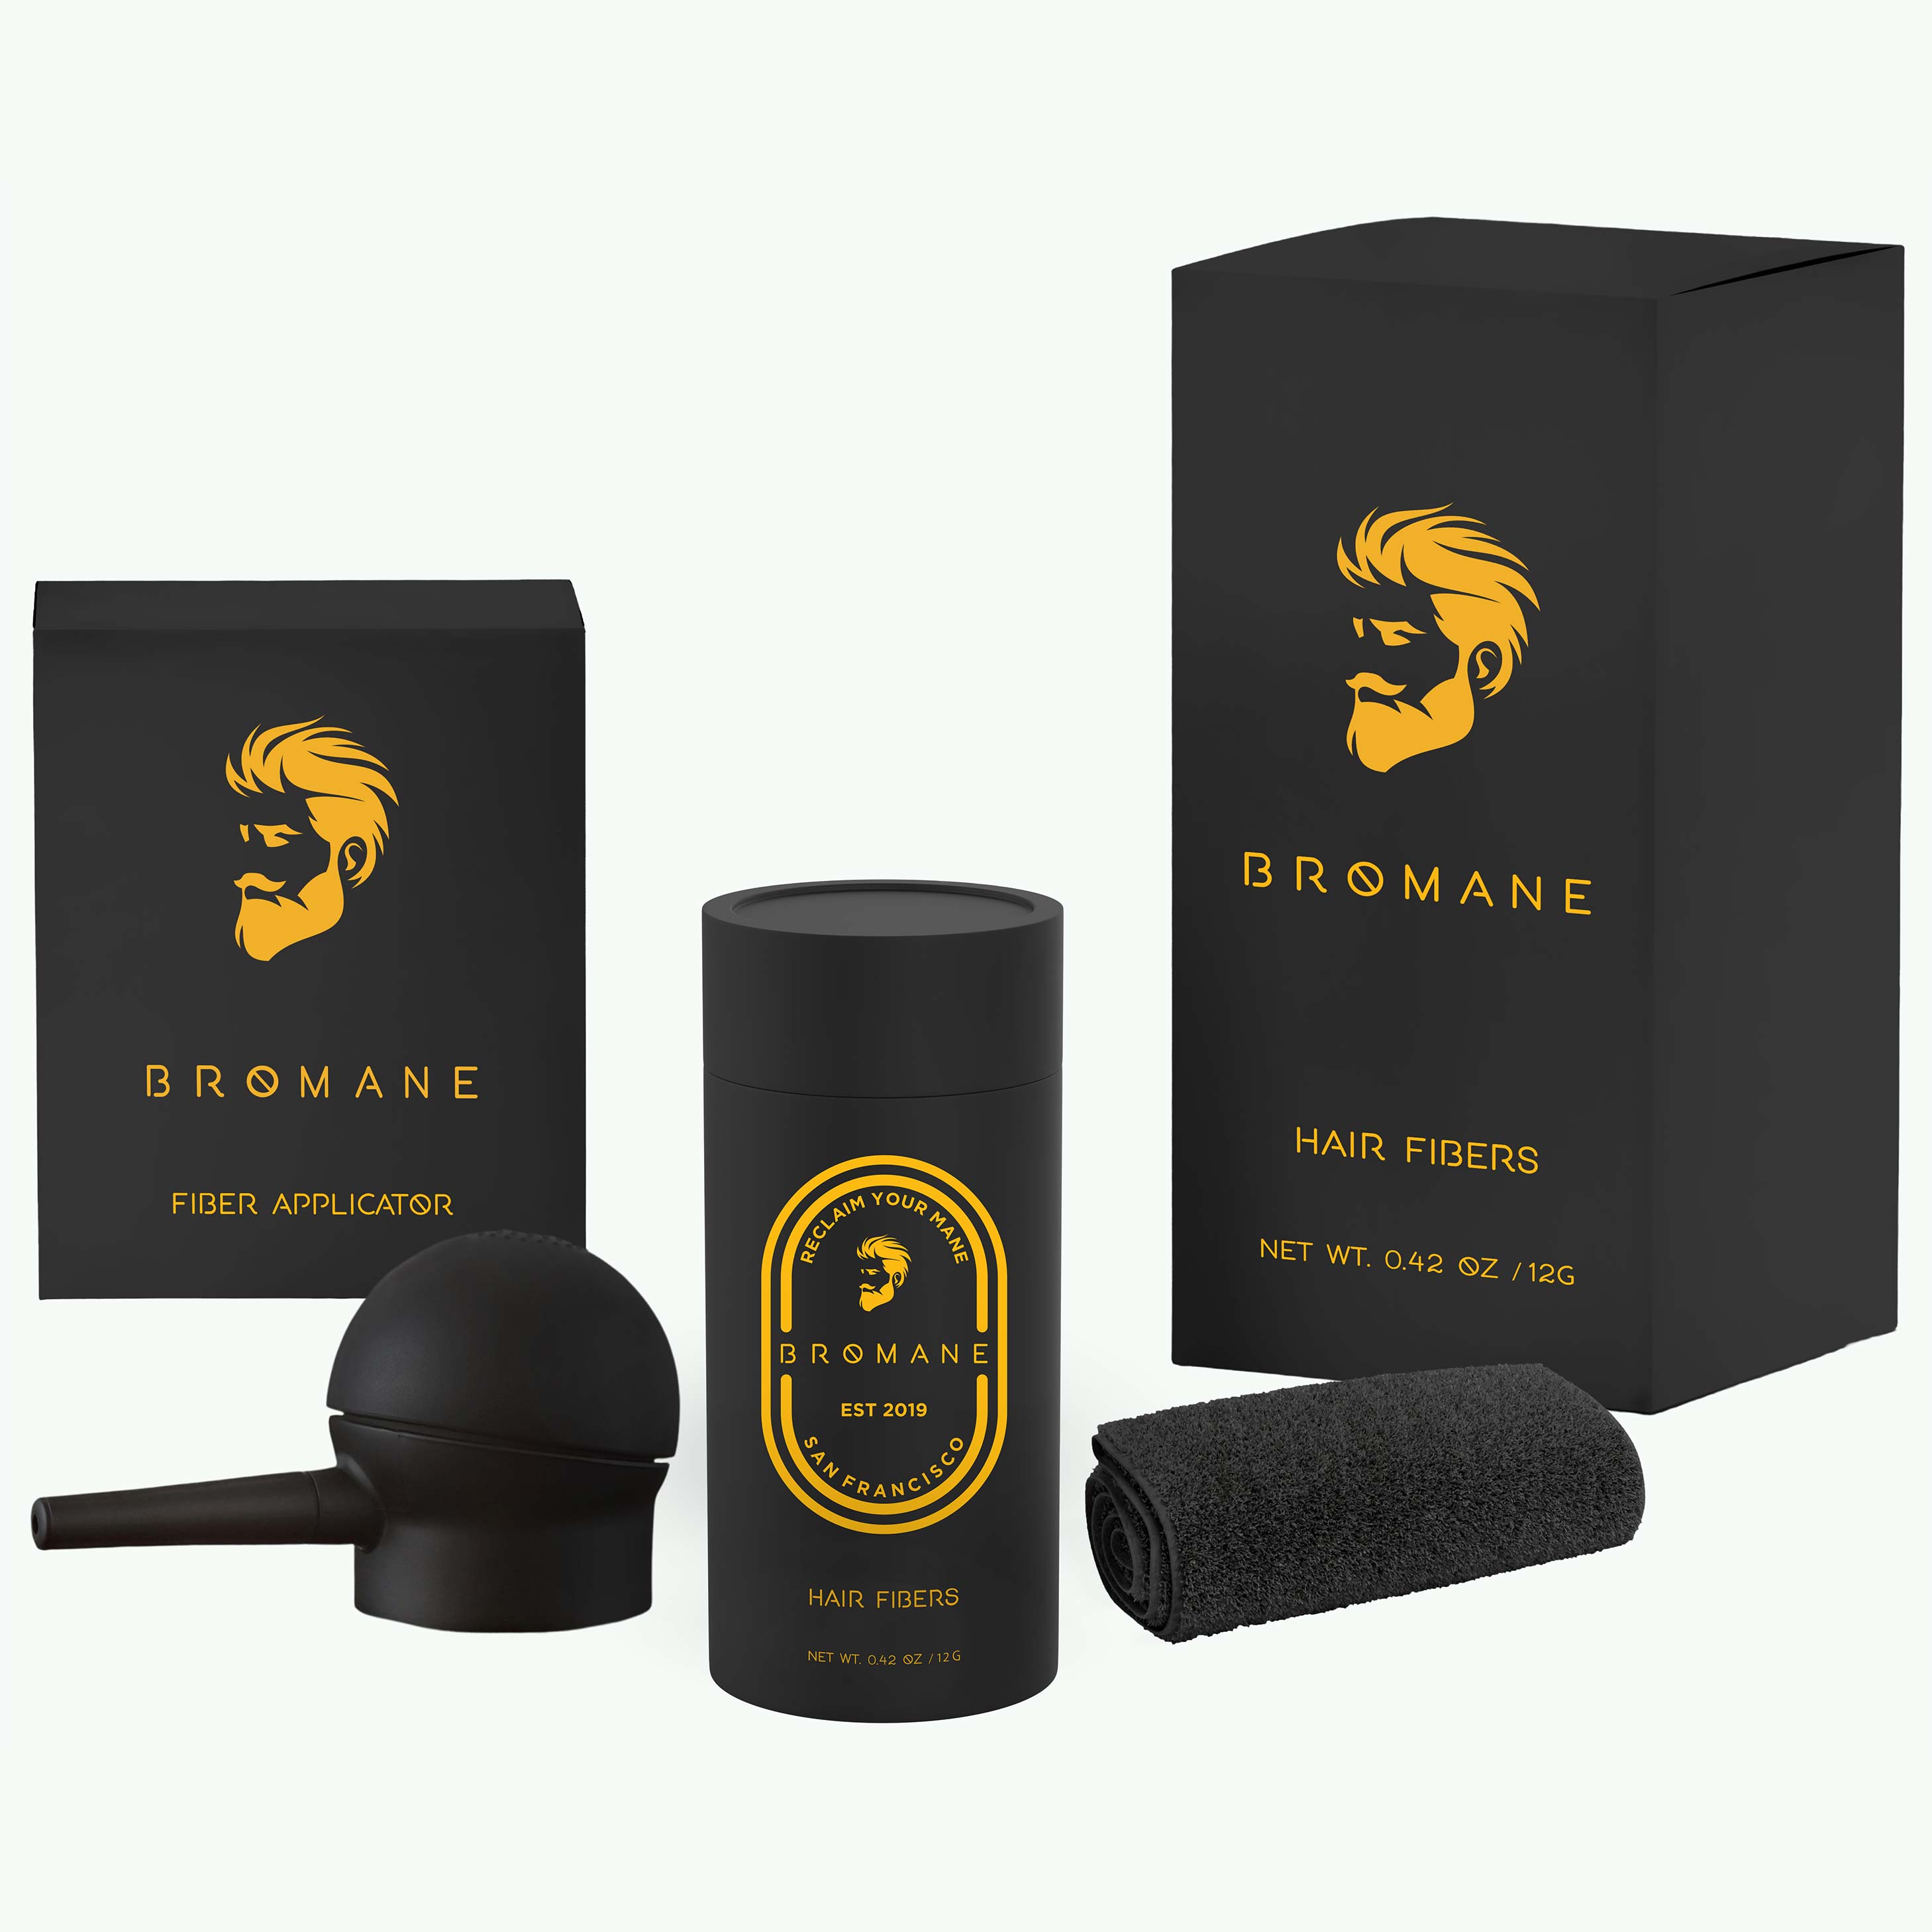 BROMANE
FIBER APPLICATOR
RECLAIM YOUR MANE
BROMANE
EST 2019
SAN FRANCISCO
HAIR FIBERS
NET WT. 0.42 OZ / 12 G
BROMANE
HAIR FIBERS
NET WT. 0.42 OZ / 12G